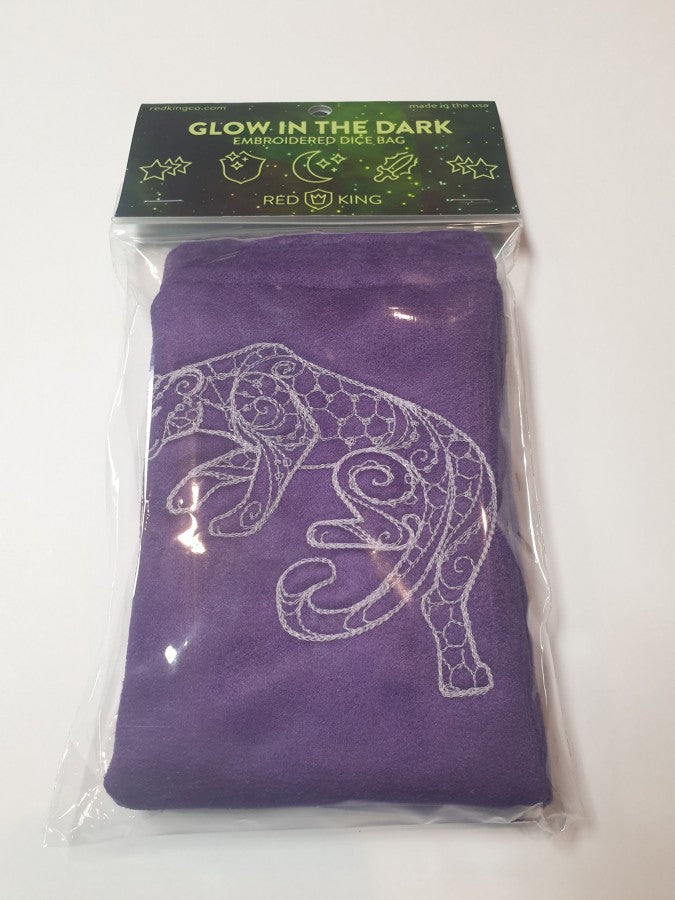 redkingco.com made in the usa
GLOW IN THE DARK
EMBROIDERED DICE BAG
RED KING